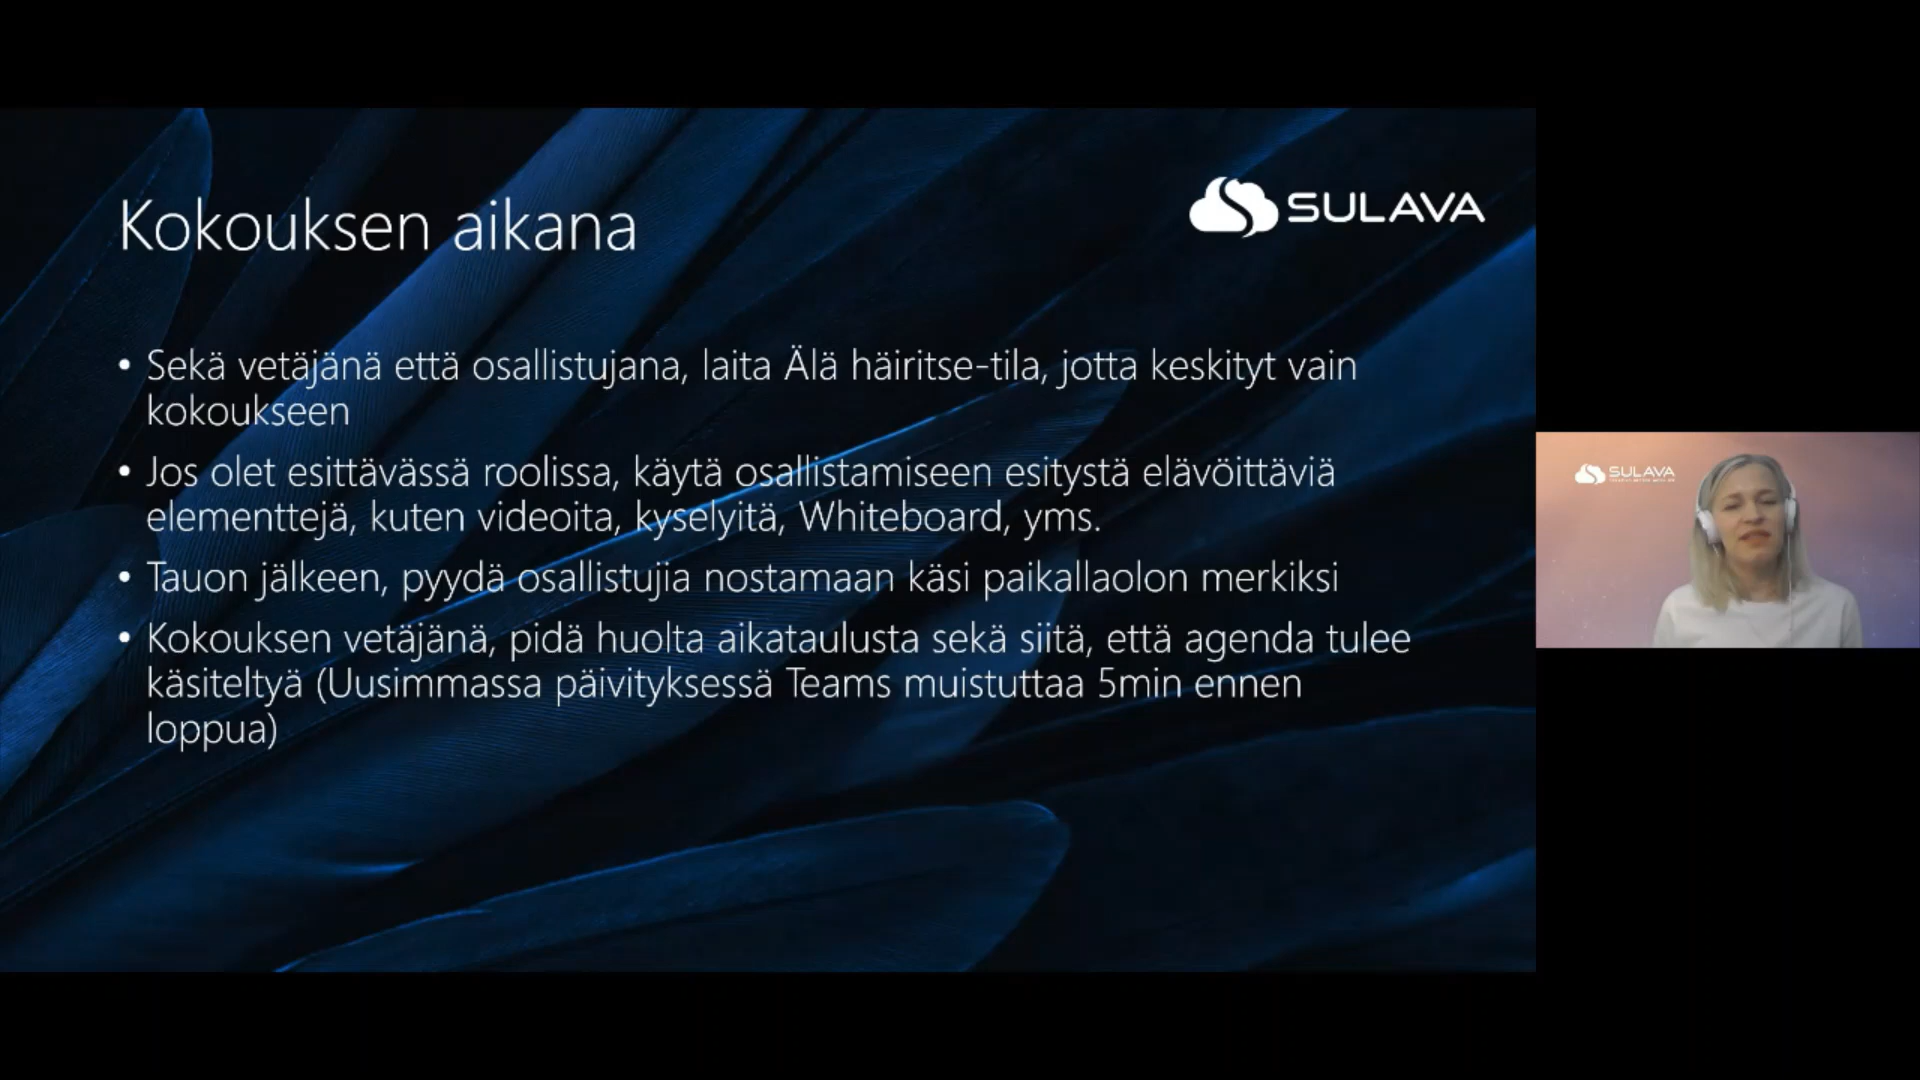 Kokouksen aikana
SULAVA
• Sekä vetäjänä että osallistujana, laita Älä häiritse-tila, jotta keskityt vain
kokoukseen
• Jos olet esittävässä roolissa, käytä osallistamiseen esitystä elävöittäviä
elementtejä, kuten videoita, kyselyitä, Whiteboard, yms.
• Tauon jälkeen, pyydä osallistujia nostamaan käsi paikallaolon merkiksi
• Kokouksen vetäjänä, pidä huolta aikataulusta sekä siitä, että agenda tulee
käsiteltyä (Uusimmassa päivityksessä Teams muistuttaa 5min ennen
loppua)
SULAVA